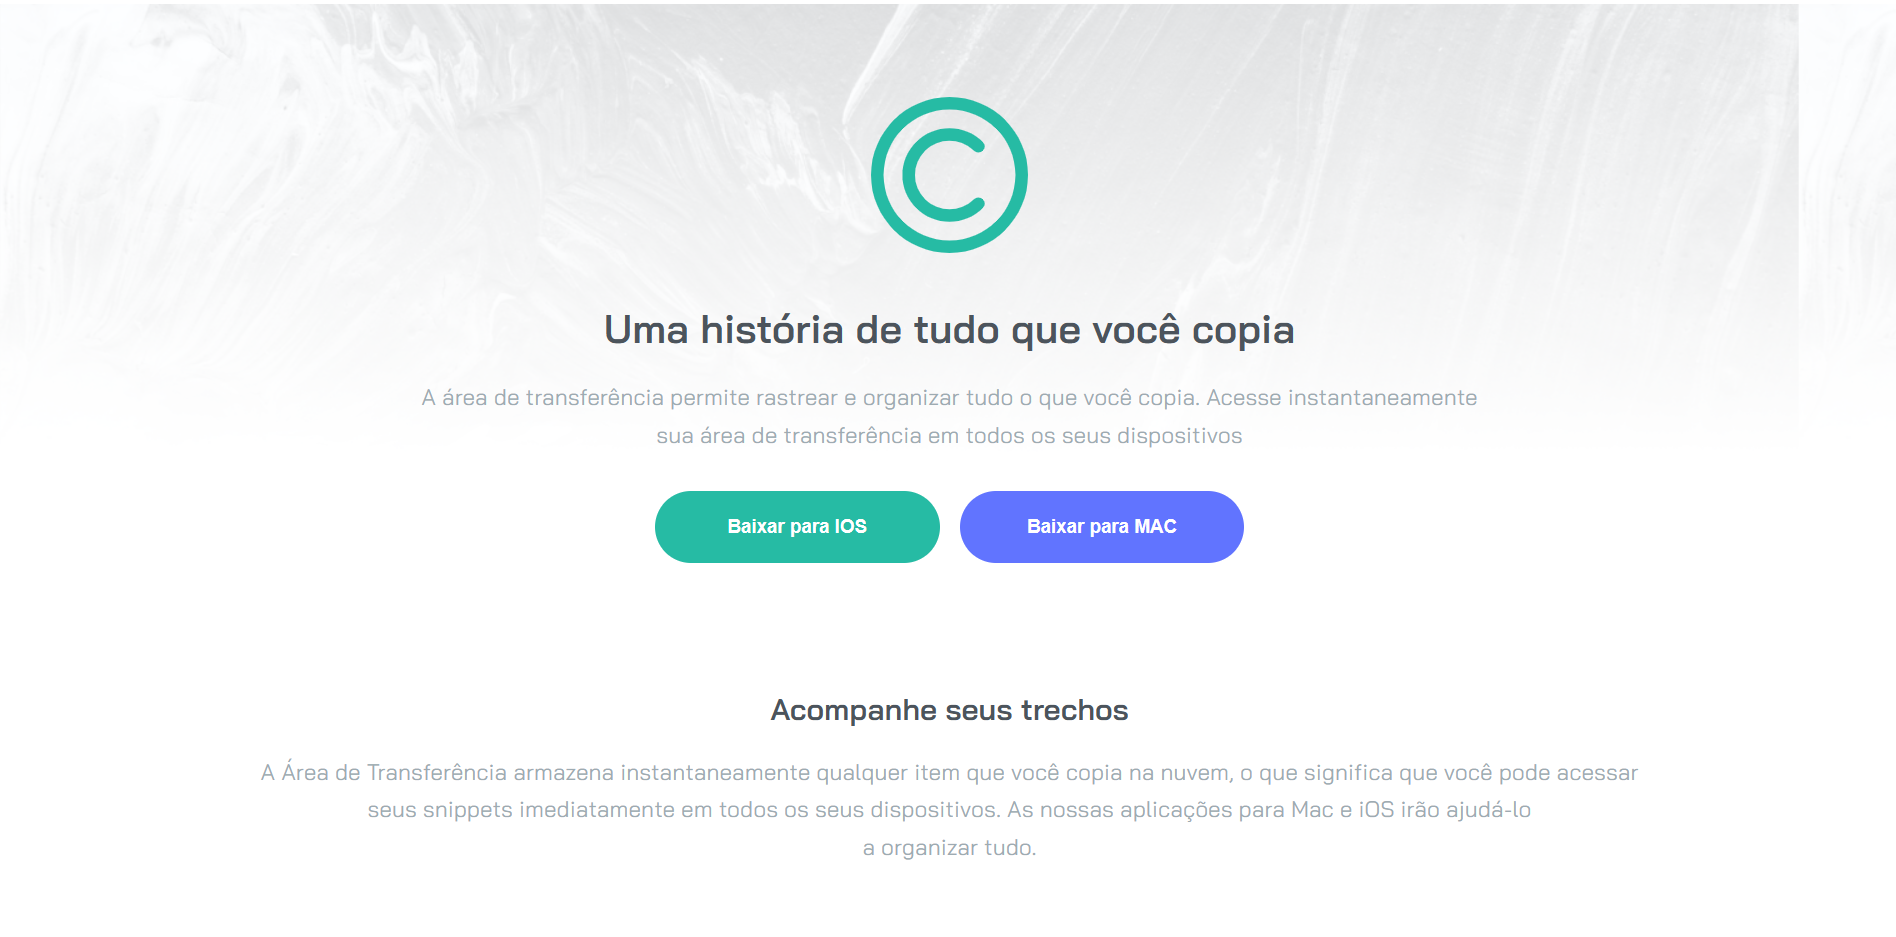 Uma história de tudo que você copia
A área de transferência permite rastrear e organizar tudo o que você copia. Acesse instantaneamente
sua área de transferência em todos os seus dispositivos
Baixar para IOS
Baixar para MAC
Acompanhe seus trechos
A Área de Transferência armazena instantaneamente qualquer item que você copia na nuvem, o que significa que você pode acessar
seus snippets imediatamente em todos os seus dispositivos. As nossas aplicações para Mac e iOS irão ajudá-lo
a organizar tudo.